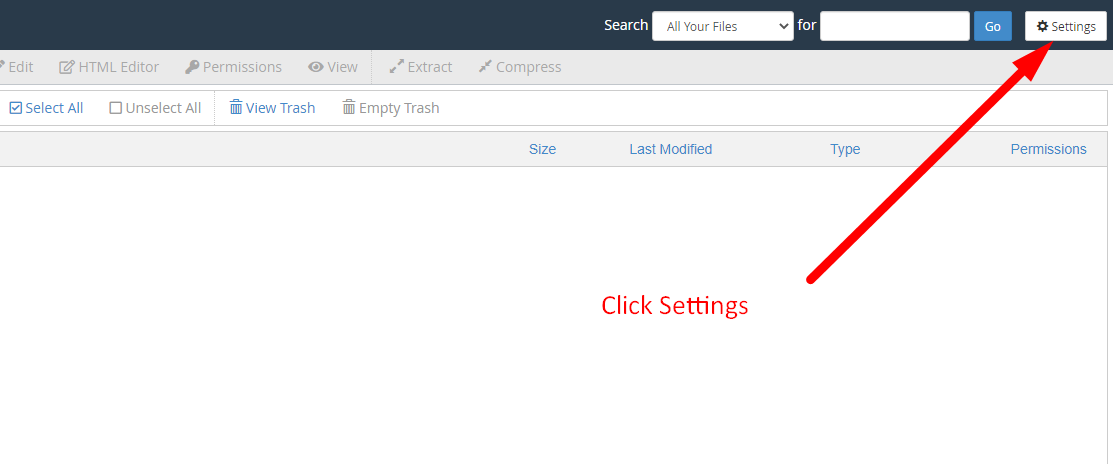 Search All Your Files for Go Settings
Edit HTML Editor Permissions View Extract Compress
Select All Unselect All View Trash Empty Trash
Size Last Modified Type Permissions
Click Settings